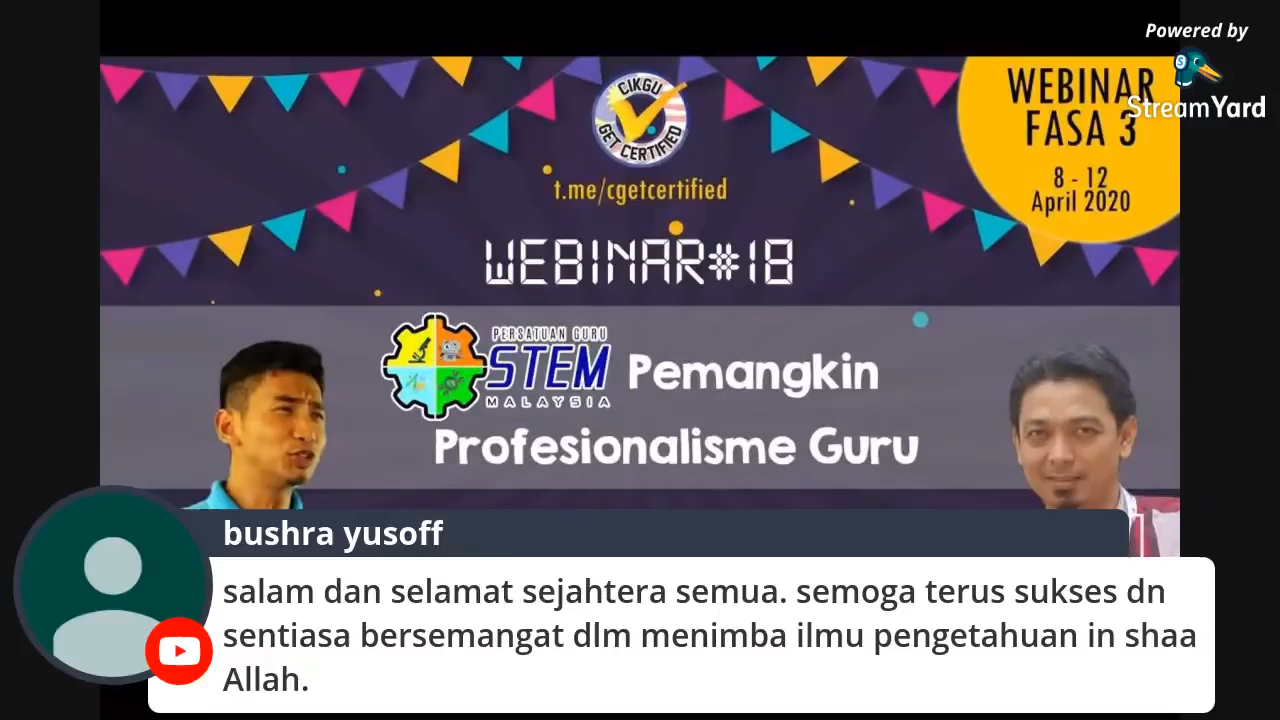 Powered by
StreamYard
WEBINAR
FASA 3
8 - 12
April 2020
CIKGU
GET CERTIFIED
t.me/cgetcertified
WEBINAR#18
PERSATUAN GURU
STEM
MALAYSIA
Pemangkin
Profesionalisme Guru
bushra yusoff
salam dan selamat sejahtera semua. semoga terus sukses dn
sentiasa bersemangat dlm menimba ilmu pengetahuan in shaa
Allah.